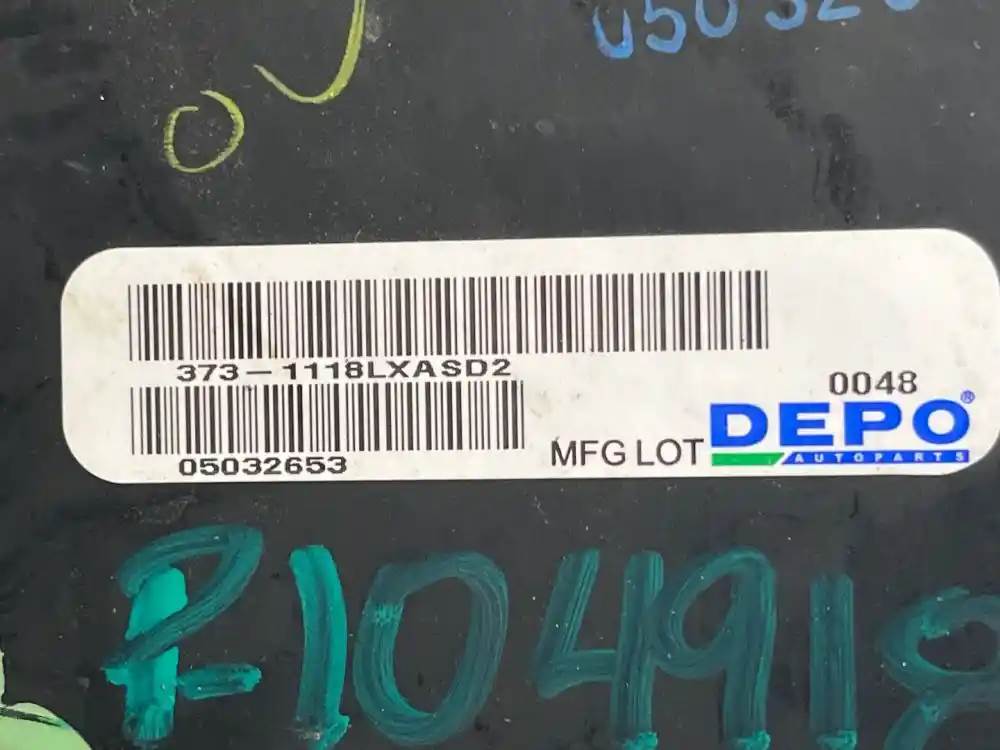 373-1118LXASD2
05032653
0048
MFG LOT DEPO®
AUTOPARTS